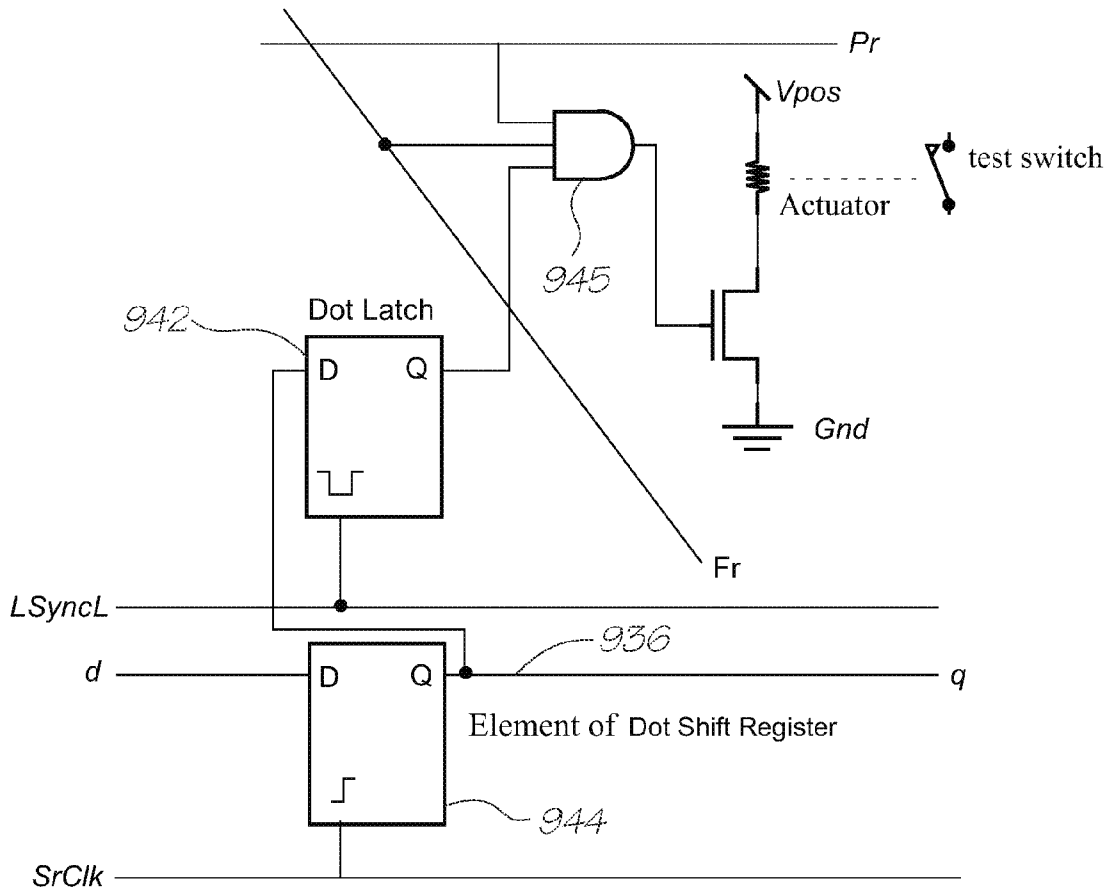 Pr
Vpos
test switch
Actuator
945
942
Dot Latch
D Q
Gnd
Fr
LSyncL
936
d D Q q
Element of Dot Shift Register
944
SrClk